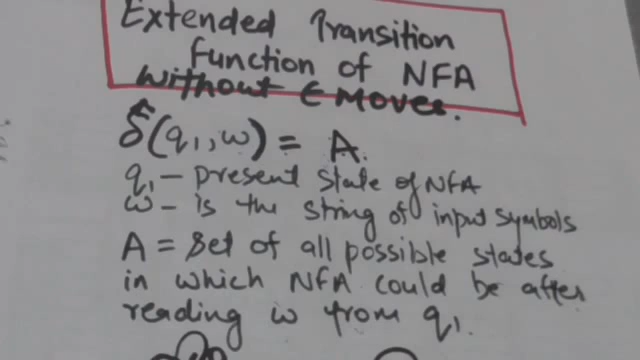 Extended Transition
Function of NFA
without ∈ Moves.
δ̂(q1, w) = A.
q1 – present state of NFA
w – is the string of input symbols
A = Set of all possible states
in which NFA could be after
reading w from q1.